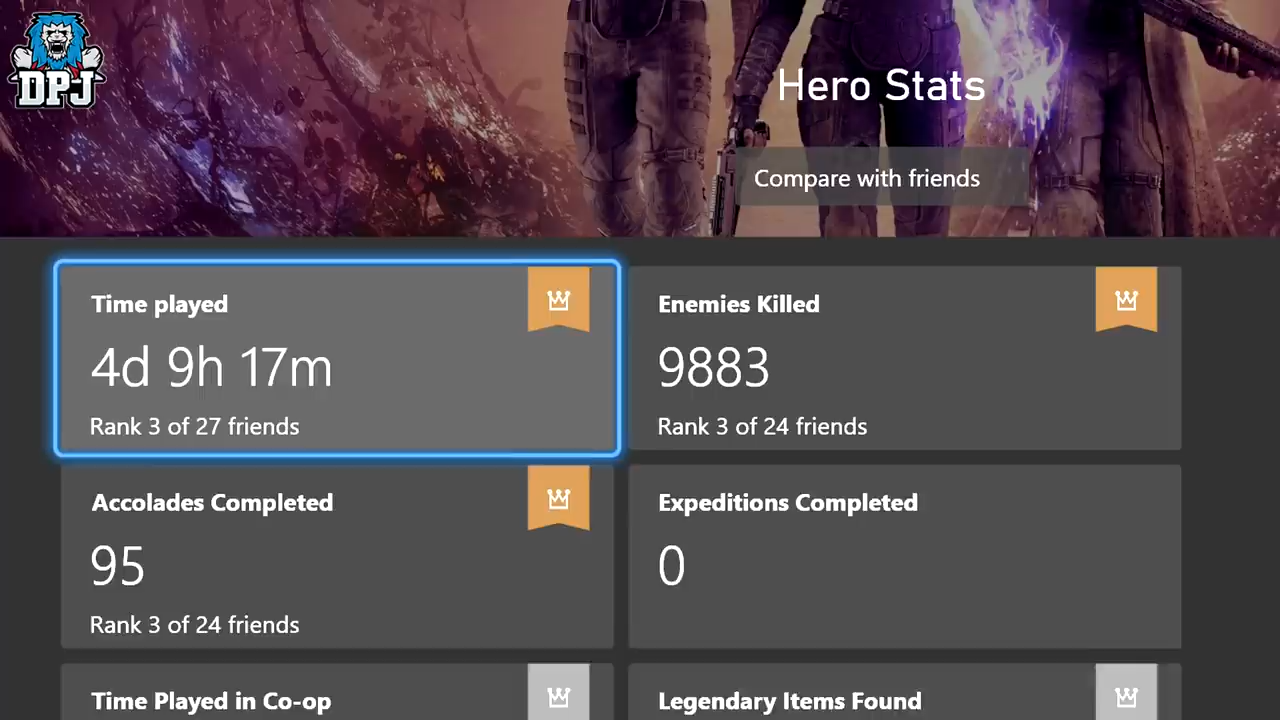 DPJ
Hero Stats
Compare with friends
Time played
4d 9h 17m
Rank 3 of 27 friends
Enemies Killed
9883
Rank 3 of 24 friends
Accolades Completed
95
Rank 3 of 24 friends
Expeditions Completed
0
Time Played in Co-op
Legendary Items Found